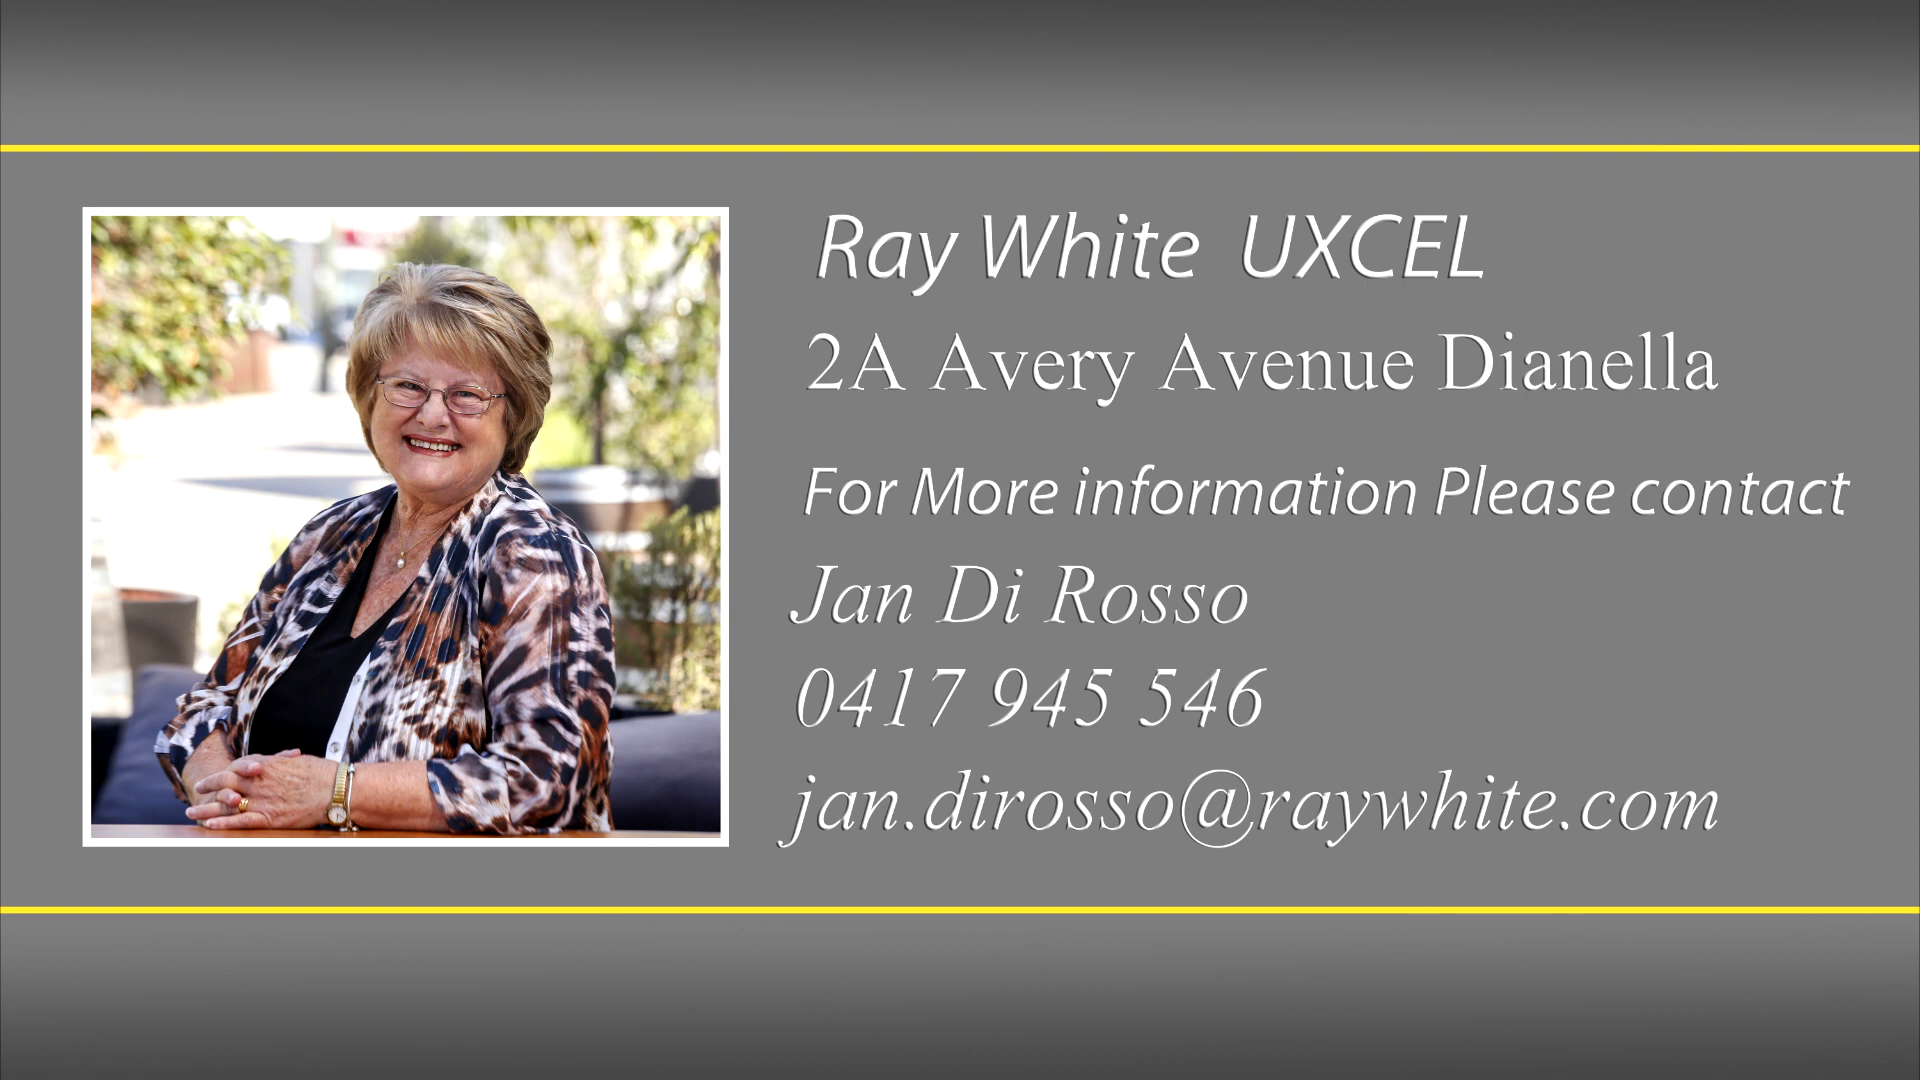 Ray White UXCEL
2A Avery Avenue Dianella
For More information Please contact
Jan Di Rosso
0417 945 546
jan.dirosso@raywhite.com